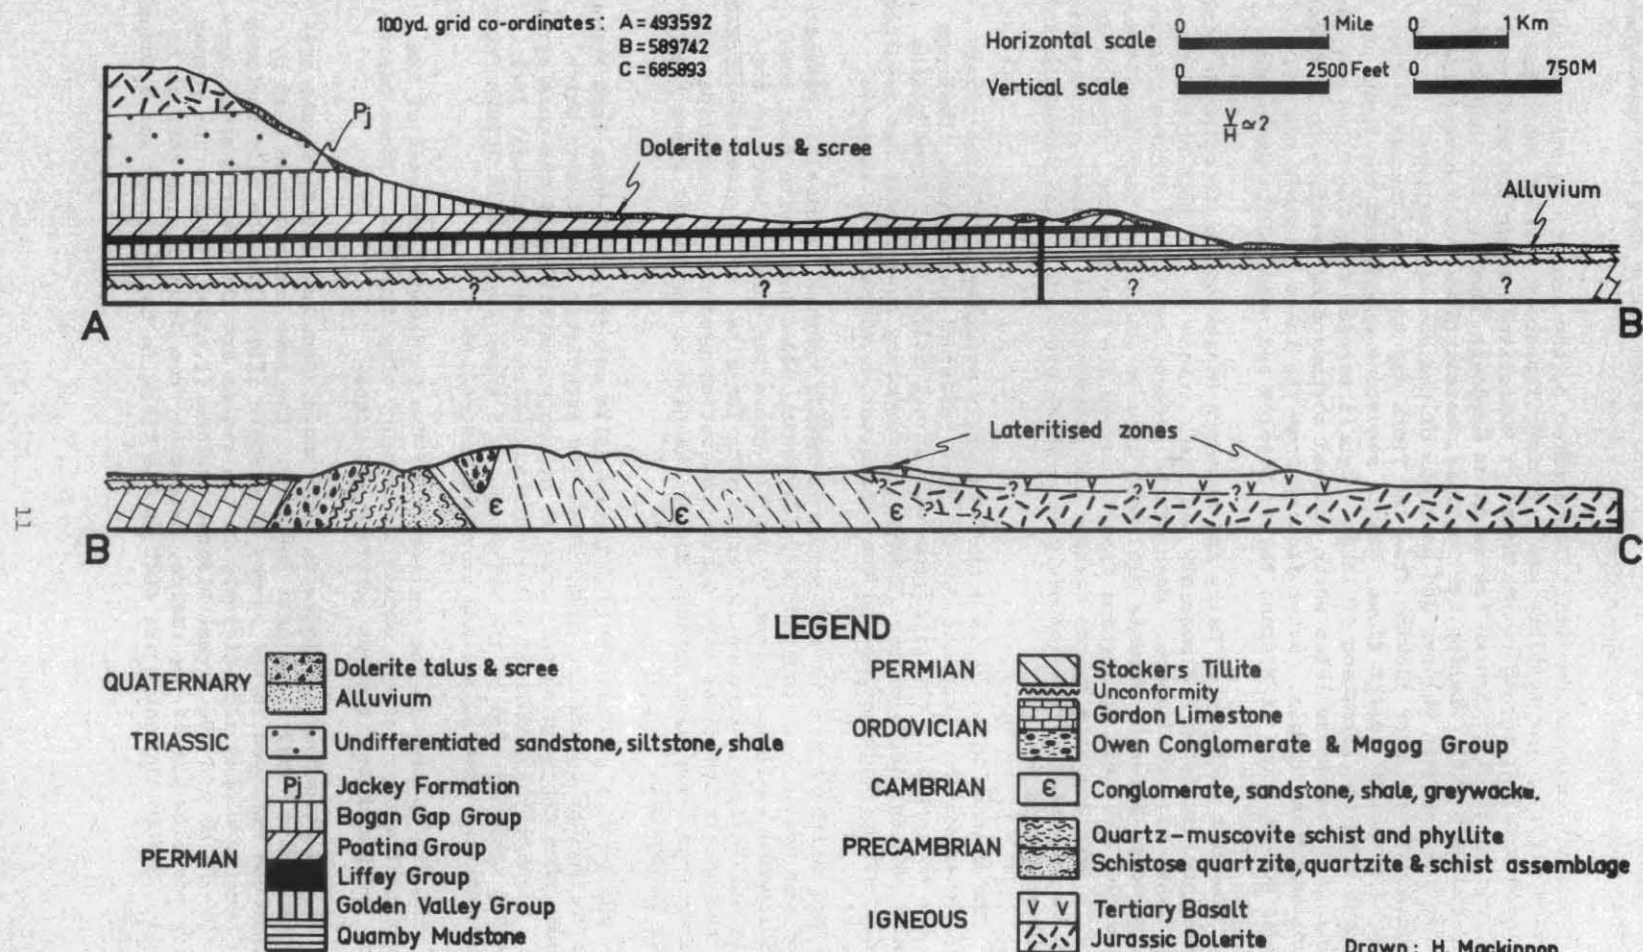 100yd. grid co-ordinates: A = 493592
B = 589742
C = 685893
Horizontal scale 0 1 Mile 0 1 Km
Vertical scale 0 2500 Feet 0 750M
V/H ≃ ?
Pj
Dolerite talus & scree
Alluvium
? ? ? ?
A B
Lateritised zones
Є Є Є ? ? ? ? ?
V V V V V V
B C
11
LEGEND
QUATERNARY
Dolerite talus & scree
Alluvium
TRIASSIC
Undifferentiated sandstone, siltstone, shale
PERMIAN
Pj Jackey Formation
Bogan Gap Group
Poatina Group
Liffey Group
Golden Valley Group
Quamby Mudstone
PERMIAN
Stockers Tillite
Unconformity
ORDOVICIAN
Gordon Limestone
Owen Conglomerate & Magog Group
CAMBRIAN
Є Conglomerate, sandstone, shale, greywacke.
PRECAMBRIAN
Quartz-muscovite schist and phyllite
Schistose quartzite, quartzite & schist assemblage
IGNEOUS
V V Tertiary Basalt
Jurassic Dolerite
Drawn: H. Mackinnon